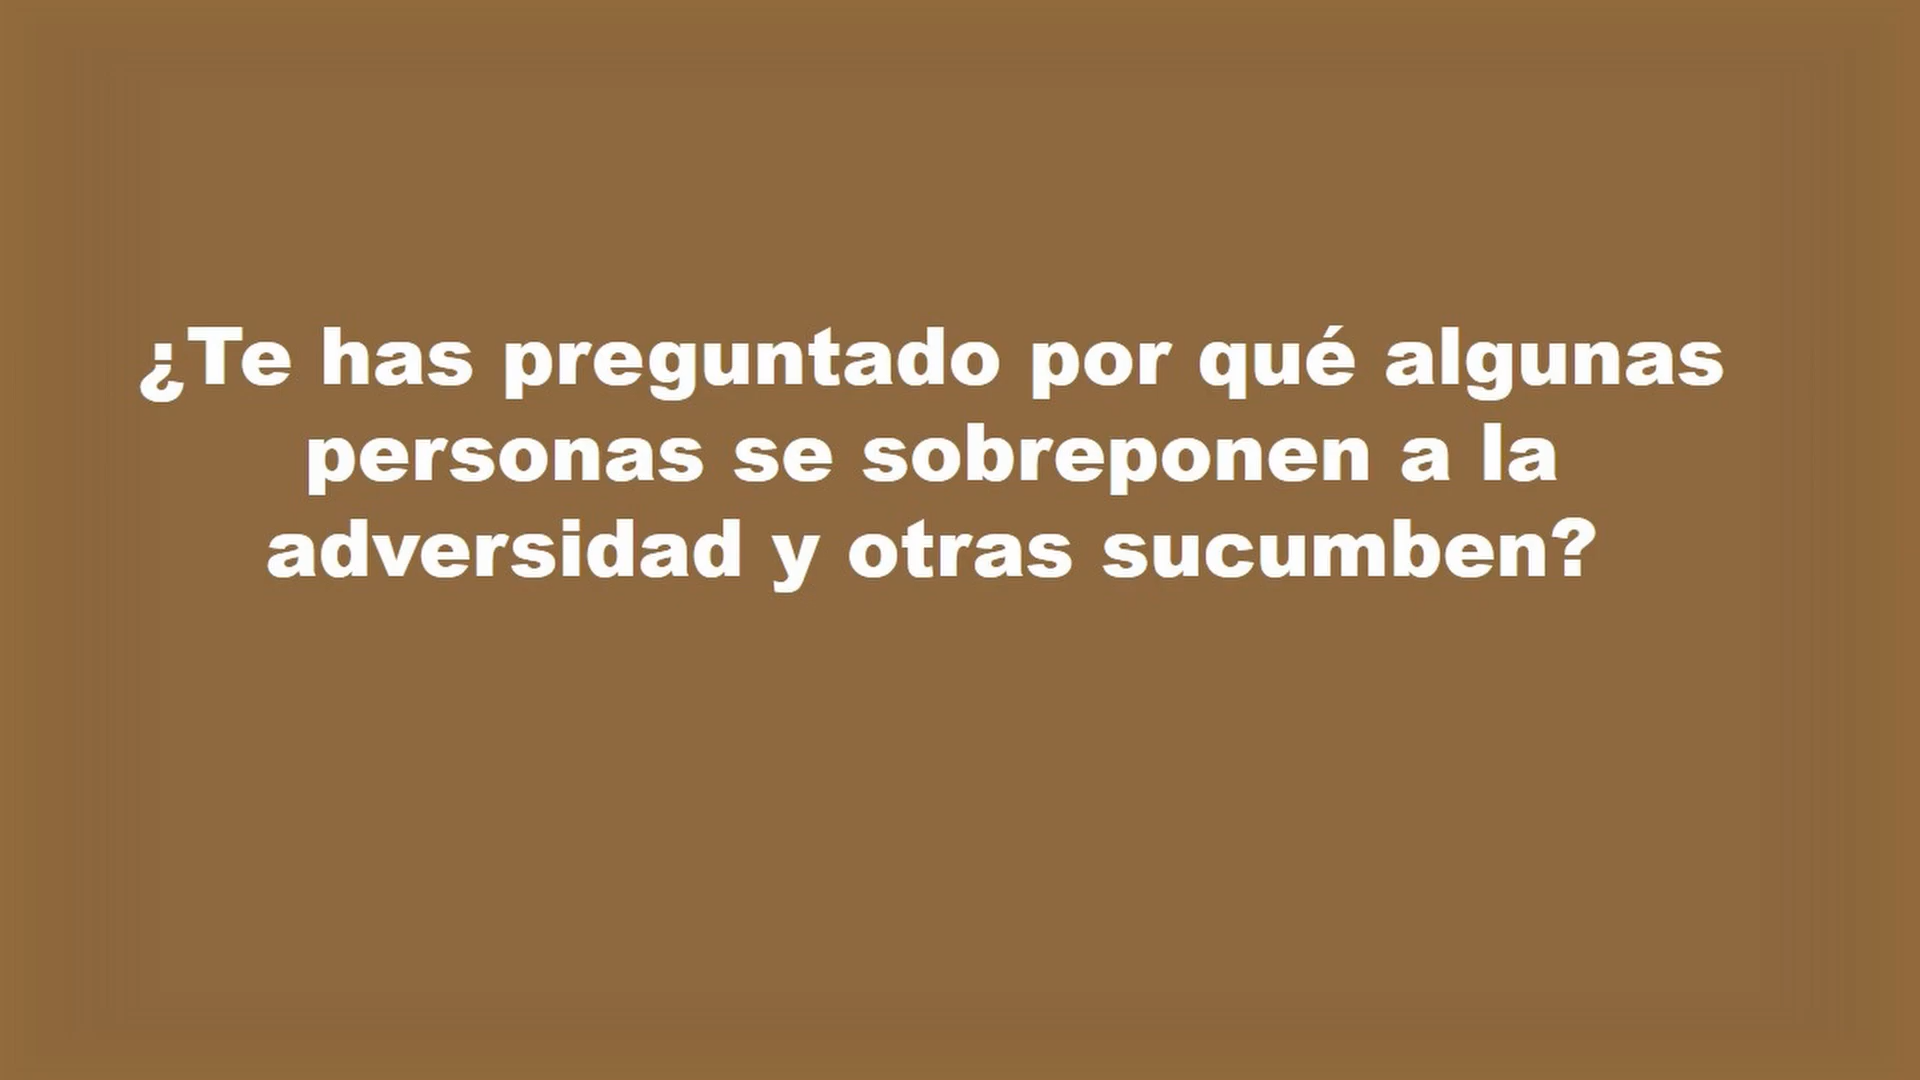 ¿Te has preguntado por qué algunas
personas se sobreponen a la
adversidad y otras sucumben?